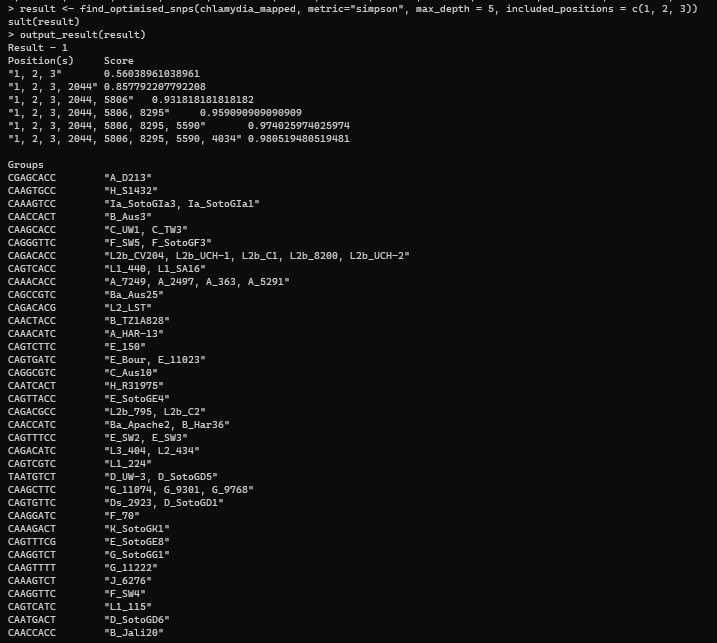 > result <- find_optimised_snps(chlamydia_mapped, metric="simpson", max_depth = 5, included_positions = c(1, 2, 3))
sult(result)
> output_result(result)
Result - 1
Position(s)     Score
"1, 2, 3"       0.56038961038961
"1, 2, 3, 2044" 0.857792207792208
"1, 2, 3, 2044, 5806"   0.931818181818182
"1, 2, 3, 2044, 5806, 8295"     0.959090909090909
"1, 2, 3, 2044, 5806, 8295, 5590"       0.974025974025974
"1, 2, 3, 2044, 5806, 8295, 5590, 4034" 0.980519480519481

Groups
CGAGCACC        "A_D213"
CAAGTGCC        "H_S1432"
CAAAGTCC        "Ia_SotoGIa3, Ia_SotoGIa1"
CAACCACT        "B_Aus3"
CAAGCACC        "C_UW1, C_TW3"
CAGGGTTC        "F_SW5, F_SotoGF3"
CAGACACC        "L2b_CV204, L2b_UCH-1, L2b_C1, L2b_8200, L2b_UCH-2"
CAGTCACC        "L1_440, L1_SA16"
CAAACACC        "A_7249, A_2497, A_363, A_5291"
CAGCCGTC        "Ba_Aus25"
CAGACACG        "L2_LST"
CAACTACC        "B_TZ1A828"
CAAACATC        "A_HAR-13"
CAGTCTTC        "E_150"
CAGTGATC        "E_Bour, E_11023"
CAGGCGTC        "C_Aus10"
CAATCACT        "H_R31975"
CAGTTACC        "E_SotoGE4"
CAGACGCC        "L2b_795, L2b_C2"
CAACCATC        "Ba_Apache2, B_Har36"
CAGTTTCC        "E_SW2, E_SW3"
CAGACATC        "L3_404, L2_434"
CAGTCGTC        "L1_224"
TAATGTCT        "D_UW-3, D_SotoGD5"
CAAGCTTC        "G_11074, G_9301, G_9768"
CAGTGTTC        "Ds_2923, D_SotoGD1"
CAAGGATC        "F_70"
CAAAGACT        "K_SotoGK1"
CAGTTTCG        "E_SotoGE8"
CAAGGTCT        "G_SotoGG1"
CAAGTTTT        "G_11222"
CAAAGTCT        "J_6276"
CAAGGTTC        "F_SW4"
CAGTCATC        "L1_115"
CAATGACT        "D_SotoGD6"
CAACCACC        "B_Jali20"